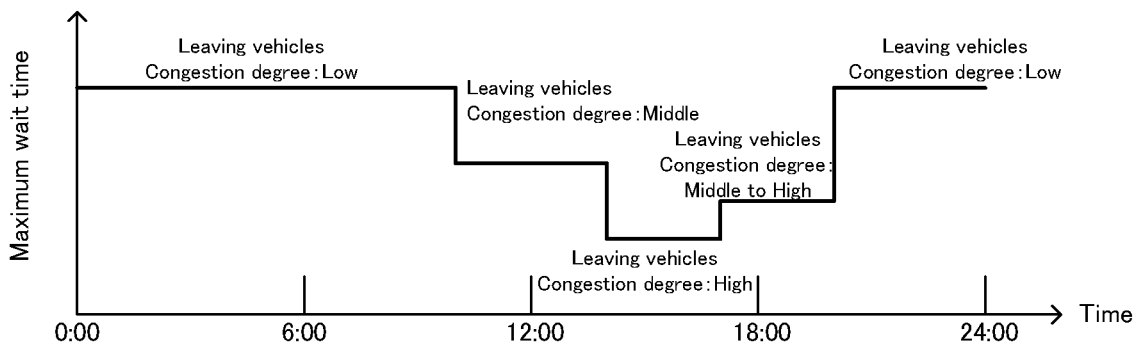 Maximum wait time
Leaving vehicles
Congestion degree:Low
Leaving vehicles
Congestion degree:Middle
Leaving vehicles
Congestion degree:High
Leaving vehicles
Congestion degree:
Middle to High
Leaving vehicles
Congestion degree:Low
0:00
6:00
12:00
18:00
24:00
Time